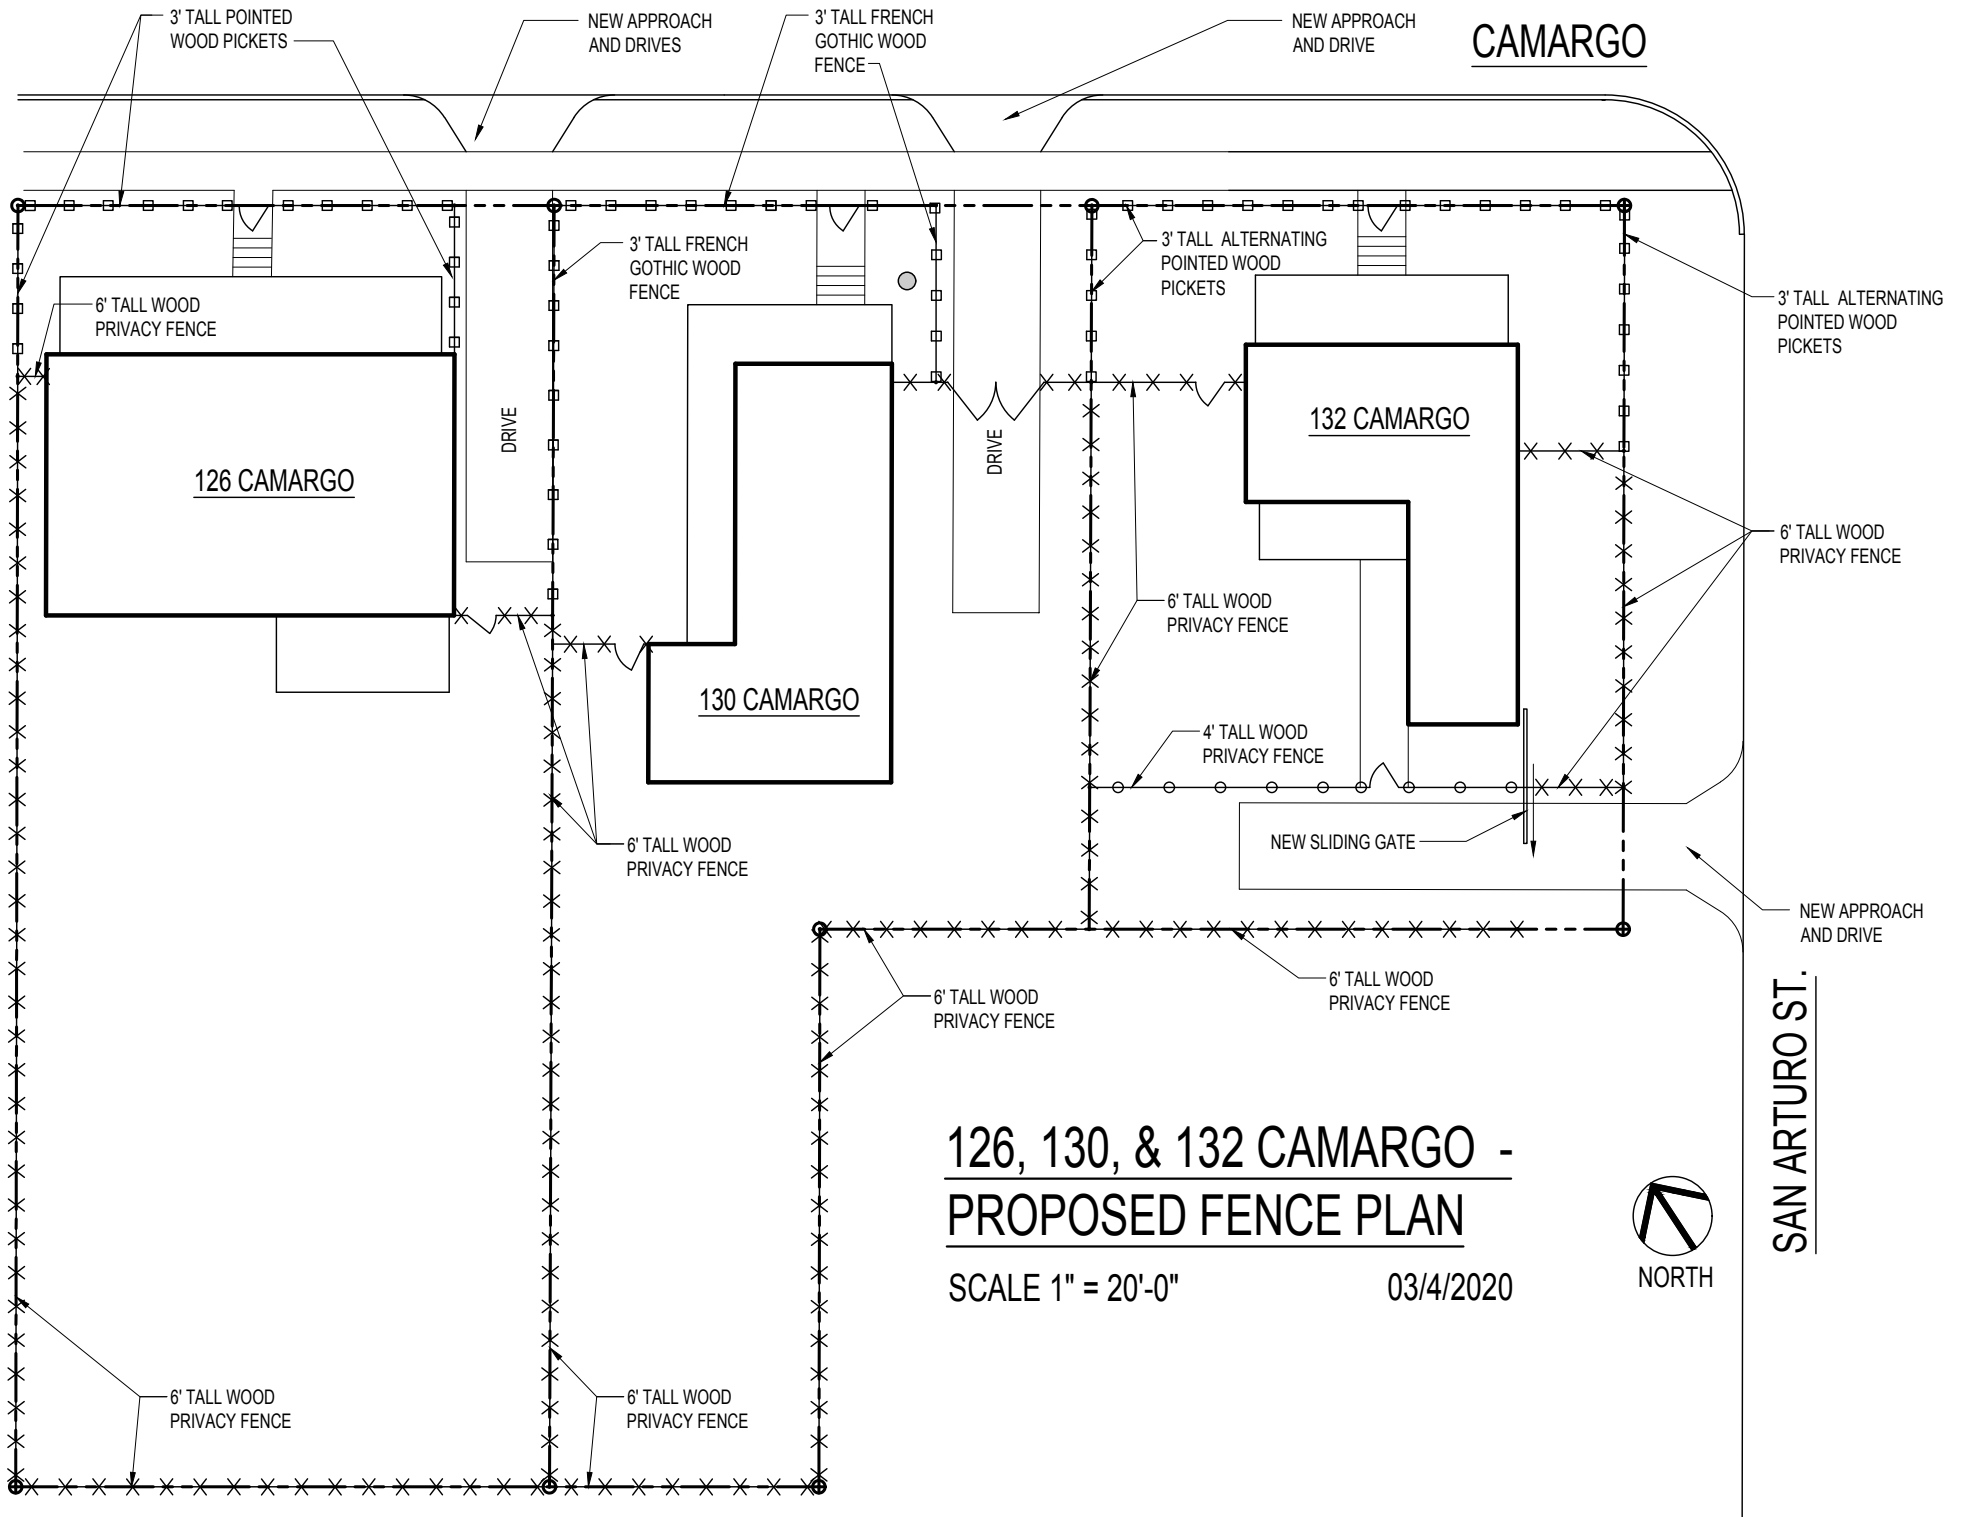 3' TALL POINTED
WOOD PICKETS
NEW APPROACH
AND DRIVES
3' TALL FRENCH
GOTHIC WOOD
FENCE
NEW APPROACH
AND DRIVE
CAMARGO
3' TALL FRENCH
GOTHIC WOOD
FENCE
3' TALL  ALTERNATING
POINTED WOOD
PICKETS
3' TALL  ALTERNATING
POINTED WOOD
PICKETS
6' TALL WOOD
PRIVACY FENCE
DRIVE
DRIVE
126 CAMARGO
132 CAMARGO
6' TALL WOOD
PRIVACY FENCE
6' TALL WOOD
PRIVACY FENCE
130 CAMARGO
4' TALL WOOD
PRIVACY FENCE
6' TALL WOOD
PRIVACY FENCE
NEW SLIDING GATE
NEW APPROACH
AND DRIVE
6' TALL WOOD
PRIVACY FENCE
6' TALL WOOD
PRIVACY FENCE
SAN ARTURO ST.
126, 130, & 132 CAMARGO  -
PROPOSED FENCE PLAN
SCALE 1" = 20'-0"
03/4/2020
NORTH
6' TALL WOOD
PRIVACY FENCE
6' TALL WOOD
PRIVACY FENCE